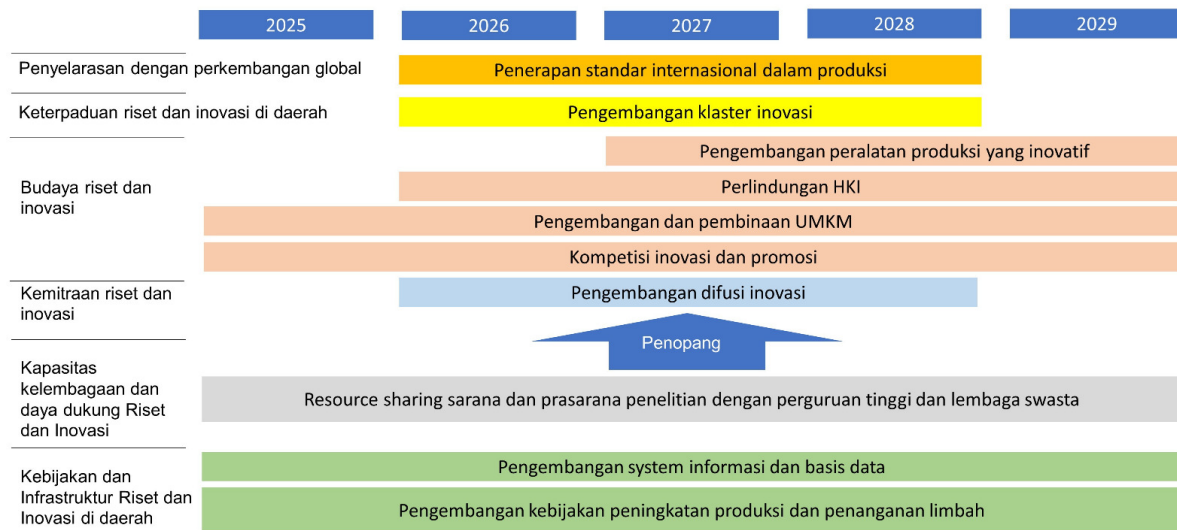 2025
2026
2027
2028
2029
Penyelarasan dengan perkembangan global
Penerapan standar internasional dalam produksi
Keterpaduan riset dan inovasi di daerah
Pengembangan klaster inovasi
Budaya riset dan
inovasi
Pengembangan peralatan produksi yang inovatif
Perlindungan HKI
Pengembangan dan pembinaan UMKM
Kompetisi inovasi dan promosi
Kemitraan riset dan
inovasi
Pengembangan difusi inovasi
Penopang
Kapasitas
kelembagaan dan
daya dukung Riset
dan Inovasi
Resource sharing sarana dan prasarana penelitian dengan perguruan tinggi dan lembaga swasta
Kebijakan dan
Infrastruktur Riset dan
Inovasi di daerah
Pengembangan system informasi dan basis data
Pengembangan kebijakan peningkatan produksi dan penanganan limbah